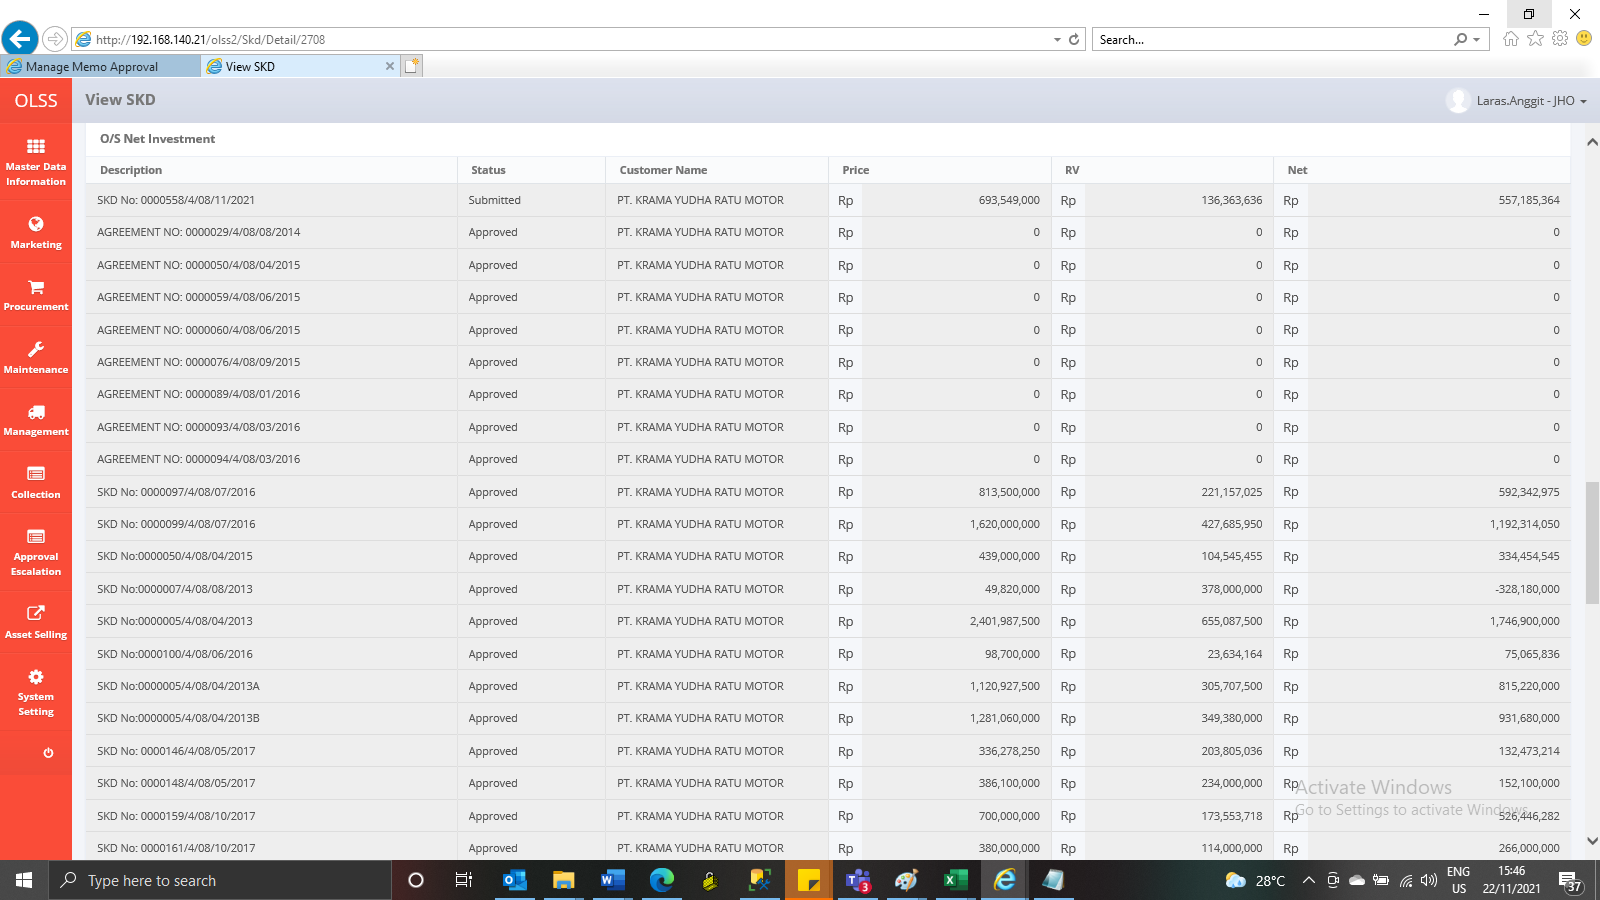 http://192.168.140.21/olss2/Skd/Detail/2708
Search...
Manage Memo Approval
View SKD
OLSS
View SKD
Laras.Anggit - JHO
Master Data Information
Marketing
Procurement
Maintenance
Management
Collection
Approval Escalation
Asset Selling
System Setting
O/S Net Investment
Description Status Customer Name Price RV Net
SKD No: 0000558/4/08/11/2021 Submitted PT. KRAMA YUDHA RATU MOTOR Rp 693,549,000 Rp 136,363,636 Rp 557,185,364
AGREEMENT NO: 0000029/4/08/08/2014 Approved PT. KRAMA YUDHA RATU MOTOR Rp 0 Rp 0 Rp 0
AGREEMENT NO: 0000050/4/08/04/2015 Approved PT. KRAMA YUDHA RATU MOTOR Rp 0 Rp 0 Rp 0
AGREEMENT NO: 0000059/4/08/06/2015 Approved PT. KRAMA YUDHA RATU MOTOR Rp 0 Rp 0 Rp 0
AGREEMENT NO: 0000060/4/08/06/2015 Approved PT. KRAMA YUDHA RATU MOTOR Rp 0 Rp 0 Rp 0
AGREEMENT NO: 0000076/4/08/09/2015 Approved PT. KRAMA YUDHA RATU MOTOR Rp 0 Rp 0 Rp 0
AGREEMENT NO: 0000089/4/08/01/2016 Approved PT. KRAMA YUDHA RATU MOTOR Rp 0 Rp 0 Rp 0
AGREEMENT NO: 0000093/4/08/03/2016 Approved PT. KRAMA YUDHA RATU MOTOR Rp 0 Rp 0 Rp 0
AGREEMENT NO: 0000094/4/08/03/2016 Approved PT. KRAMA YUDHA RATU MOTOR Rp 0 Rp 0 Rp 0
SKD No: 0000097/4/08/07/2016 Approved PT. KRAMA YUDHA RATU MOTOR Rp 813,500,000 Rp 221,157,025 Rp 592,342,975
SKD No: 0000099/4/08/07/2016 Approved PT. KRAMA YUDHA RATU MOTOR Rp 1,620,000,000 Rp 427,685,950 Rp 1,192,314,050
SKD No:0000050/4/08/04/2015 Approved PT. KRAMA YUDHA RATU MOTOR Rp 439,000,000 Rp 104,545,455 Rp 334,454,545
SKD No:0000007/4/08/08/2013 Approved PT. KRAMA YUDHA RATU MOTOR Rp 49,820,000 Rp 378,000,000 Rp -328,180,000
SKD No:0000005/4/08/04/2013 Approved PT. KRAMA YUDHA RATU MOTOR Rp 2,401,987,500 Rp 655,087,500 Rp 1,746,900,000
SKD No:0000100/4/08/06/2016 Approved PT. KRAMA YUDHA RATU MOTOR Rp 98,700,000 Rp 23,634,164 Rp 75,065,836
SKD No:0000005/4/08/04/2013A Approved PT. KRAMA YUDHA RATU MOTOR Rp 1,120,927,500 Rp 305,707,500 Rp 815,220,000
SKD No:0000005/4/08/04/2013B Approved PT. KRAMA YUDHA RATU MOTOR Rp 1,281,060,000 Rp 349,380,000 Rp 931,680,000
SKD No: 0000146/4/08/05/2017 Approved PT. KRAMA YUDHA RATU MOTOR Rp 336,278,250 Rp 203,805,036 Rp 132,473,214
SKD No: 0000148/4/08/05/2017 Approved PT. KRAMA YUDHA RATU MOTOR Rp 386,100,000 Rp 234,000,000 Rp 152,100,000
SKD No: 0000159/4/08/10/2017 Approved PT. KRAMA YUDHA RATU MOTOR Rp 700,000,000 Rp 173,553,718 Rp 526,446,282
SKD No: 0000161/4/08/10/2017 Approved PT. KRAMA YUDHA RATU MOTOR Rp 380,000,000 Rp 114,000,000 Rp 266,000,000
Activate Windows
Go to Settings to activate Windows.
Type here to search
3
28°C
ENG
US
15:46
22/11/2021
37